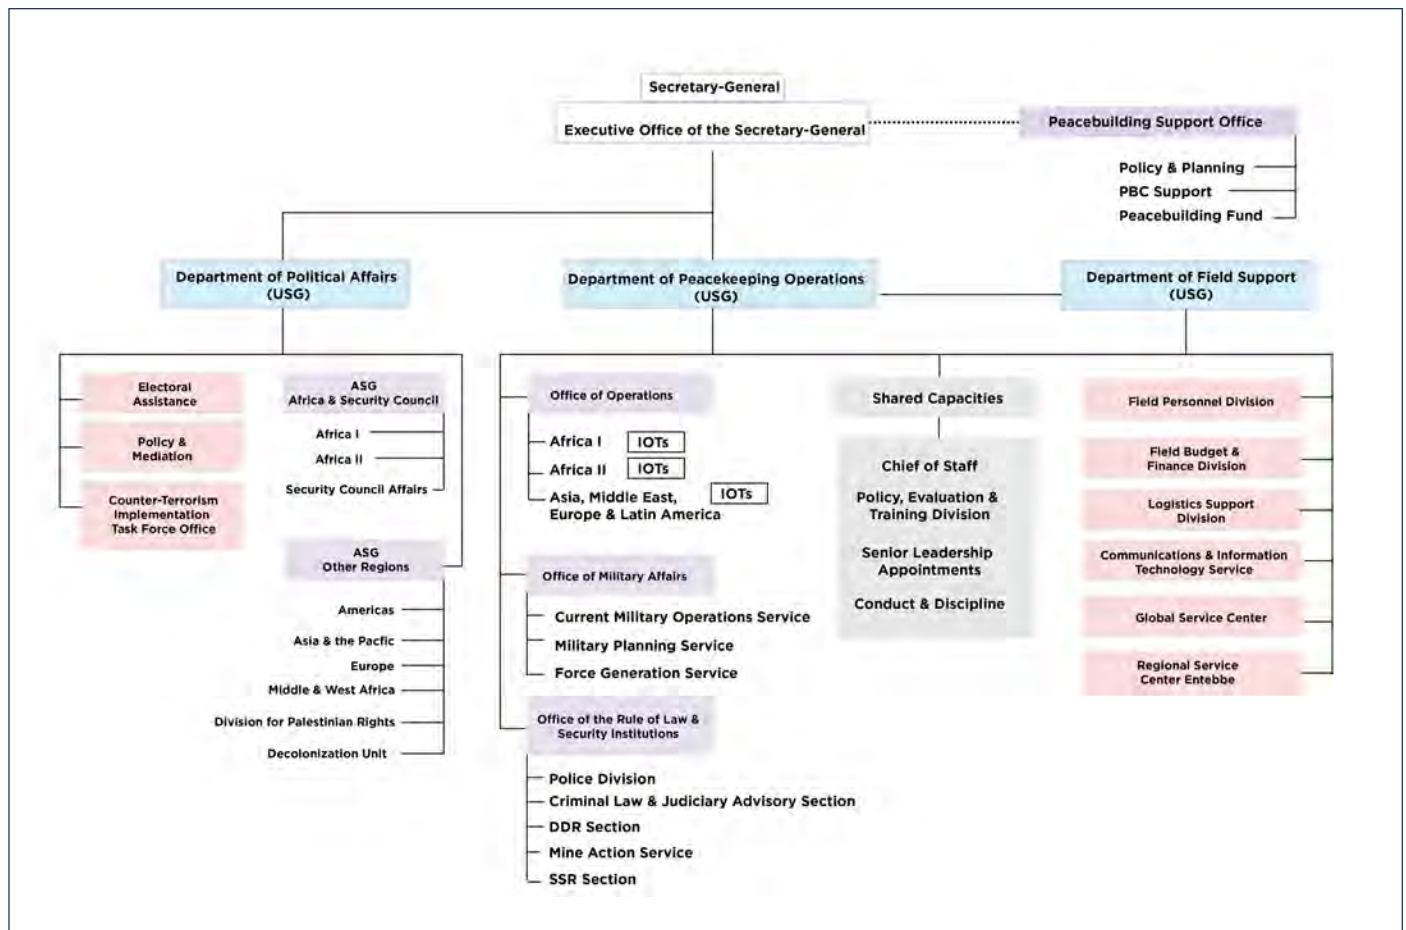 Secretary-General
Executive Office of the Secretary-General
Peacebuilding Support Office
Policy & Planning
PBC Support
Peacebuilding Fund
Department of Political Affairs
(USG)
Department of Peacekeeping Operations
(USG)
Department of Field Support
(USG)
Electoral
Assistance
Policy &
Mediation
Counter-Terrorism
Implementation
Task Force Office
ASG
Africa & Security Council
Africa I
Africa II
Security Council Affairs
ASG
Other Regions
Americas
Asia & the Pacfic
Europe
Middle & West Africa
Division for Palestinian Rights
Decolonization Unit
Office of Operations
Africa I
IOTs
Africa II
IOTs
Asia, Middle East,
Europe & Latin America
IOTs
Office of Military Affairs
Current Military Operations Service
Military Planning Service
Force Generation Service
Office of the Rule of Law &
Security Institutions
Police Division
Criminal Law & Judiciary Advisory Section
DDR Section
Mine Action Service
SSR Section
Shared Capacities
Chief of Staff
Policy, Evaluation &
Training Division
Senior Leadership
Appointments
Conduct & Discipline
Field Personnel Division
Field Budget &
Finance Division
Logistics Support
Division
Communications & Information
Technology Service
Global Service Center
Regional Service
Center Entebbe